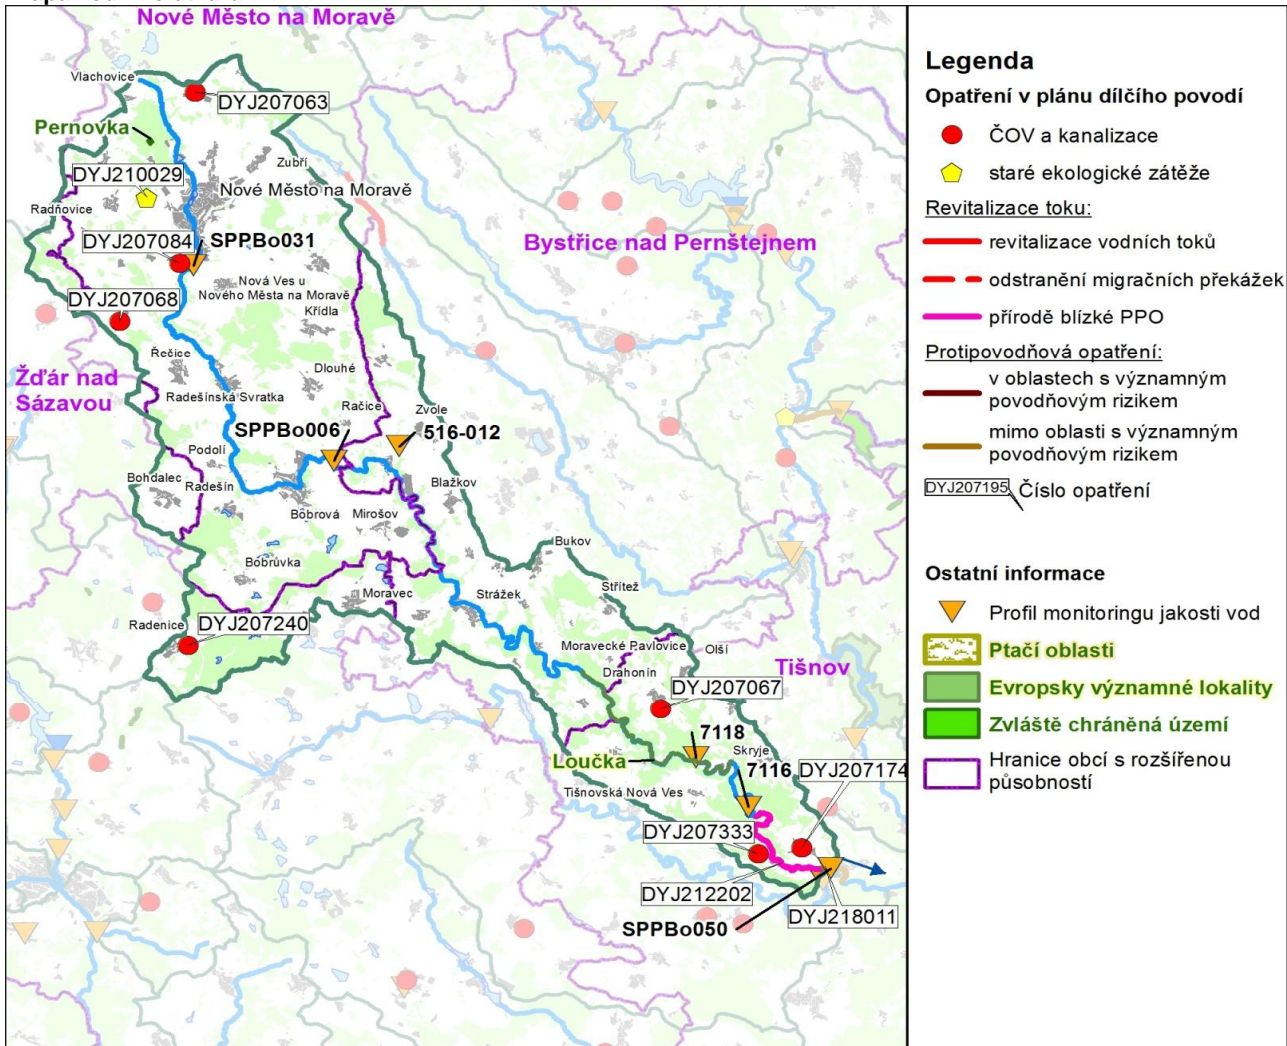 Nové Město na Moravě
Vlachovice
DYJ207063
Pernovka
Zubří
DYJ210029
Nové Město na Moravě
Radňovice
DYJ207084
SPPBo031
Bystřice nad Pernštejnem
Nová Ves u
Nového Města na Moravě
DYJ207068
Křídla
Řečice
Dlouhé
Žďár nad
Sázavou
Radešínská Svratka
Račice
Zvole
SPPBo006
516-012
Podolí
Bohdalec
Radešín
Blažkov
Bobrová
Mirošov
Bukov
Bobrůvka
Moravec
Strážek
Střítež
Radenice
DYJ207240
Moravecké Pavlovice
Olší
Drahonín
Tišnov
DYJ207067
7118
Skryje
Loučka
7116
DYJ207174
Tišnovská Nová Ves
DYJ207333
DYJ212202
DYJ218011
SPPBo050
Legenda
Opatření v plánu dílčího povodí
ČOV a kanalizace
staré ekologické zátěže
Revitalizace toku:
revitalizace vodních toků
odstranění migračních překážek
přírodě blízké PPO
Protipovodňová opatření:
v oblastech s významným
povodňovým rizikem
mimo oblasti s významným
povodňovým rizikem
DYJ207195 Číslo opatření
Ostatní informace
Profil monitoringu jakosti vod
Ptačí oblasti
Evropsky významné lokality
Zvláště chráněná území
Hranice obcí s rozšířenou
působností